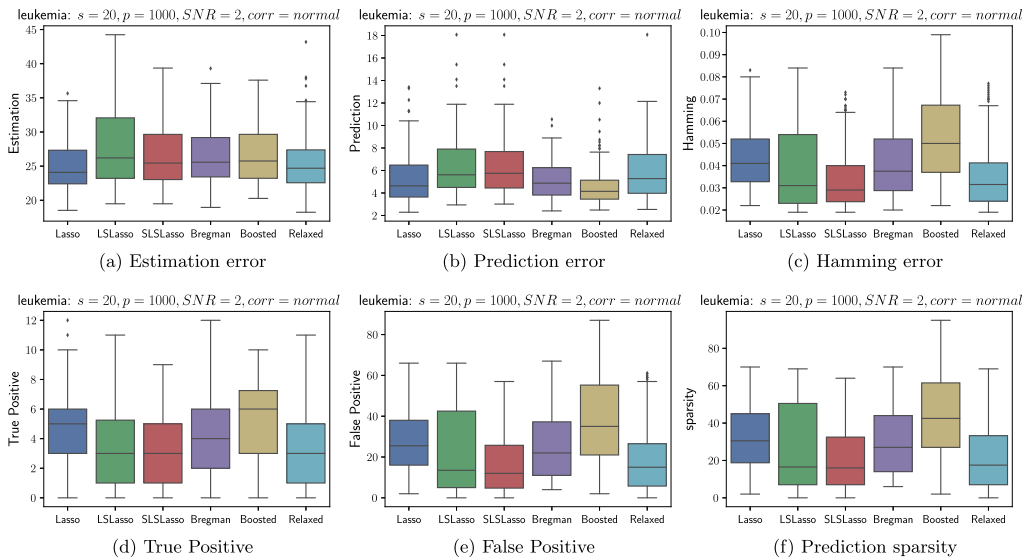 leukemia: s = 20, p = 1000, SNR = 2, corr = normal
Estimation
45
40
35
30
25
20
Lasso LSLasso SLSLasso Bregman Boosted Relaxed
(a) Estimation error
leukemia: s = 20, p = 1000, SNR = 2, corr = normal
Prediction
18
16
14
12
10
8
6
4
2
Lasso LSLasso SLSLasso Bregman Boosted Relaxed
(b) Prediction error
leukemia: s = 20, p = 1000, SNR = 2, corr = normal
Hamming
0.10
0.09
0.08
0.07
0.06
0.05
0.04
0.03
0.02
Lasso LSLasso SLSLasso Bregman Boosted Relaxed
(c) Hamming error
leukemia: s = 20, p = 1000, SNR = 2, corr = normal
True Positive
12
10
8
6
4
2
0
Lasso LSLasso SLSLasso Bregman Boosted Relaxed
(d) True Positive
leukemia: s = 20, p = 1000, SNR = 2, corr = normal
False Positive
80
60
40
20
0
Lasso LSLasso SLSLasso Bregman Boosted Relaxed
(e) False Positive
leukemia: s = 20, p = 1000, SNR = 2, corr = normal
sparsity
80
60
40
20
0
Lasso LSLasso SLSLasso Bregman Boosted Relaxed
(f) Prediction sparsity